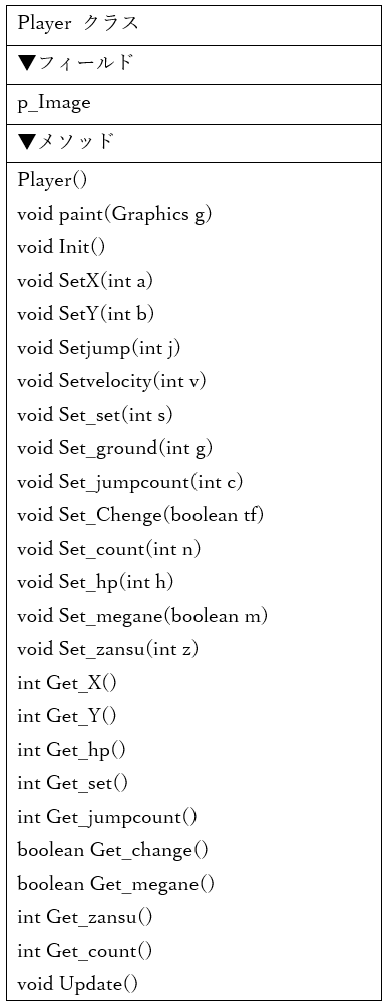 Player クラス
▼フィールド
p_Image
▼メソッド
Player()
void paint(Graphics g)
void Init()
void SetX(int a)
void SetY(int b)
void Setjump(int j)
void Setvelocity(int v)
void Set_set(int s)
void Set_ground(int g)
void Set_jumpcount(int c)
void Set_Chenge(boolean tf)
void Set_count(int n)
void Set_hp(int h)
void Set_megane(boolean m)
void Set_zansu(int z)
int Get_X()
int Get_Y()
int Get_hp()
int Get_set()
int Get_jumpcount()
boolean Get_change()
boolean Get_megane()
int Get_zansu()
int Get_count()
void Update()